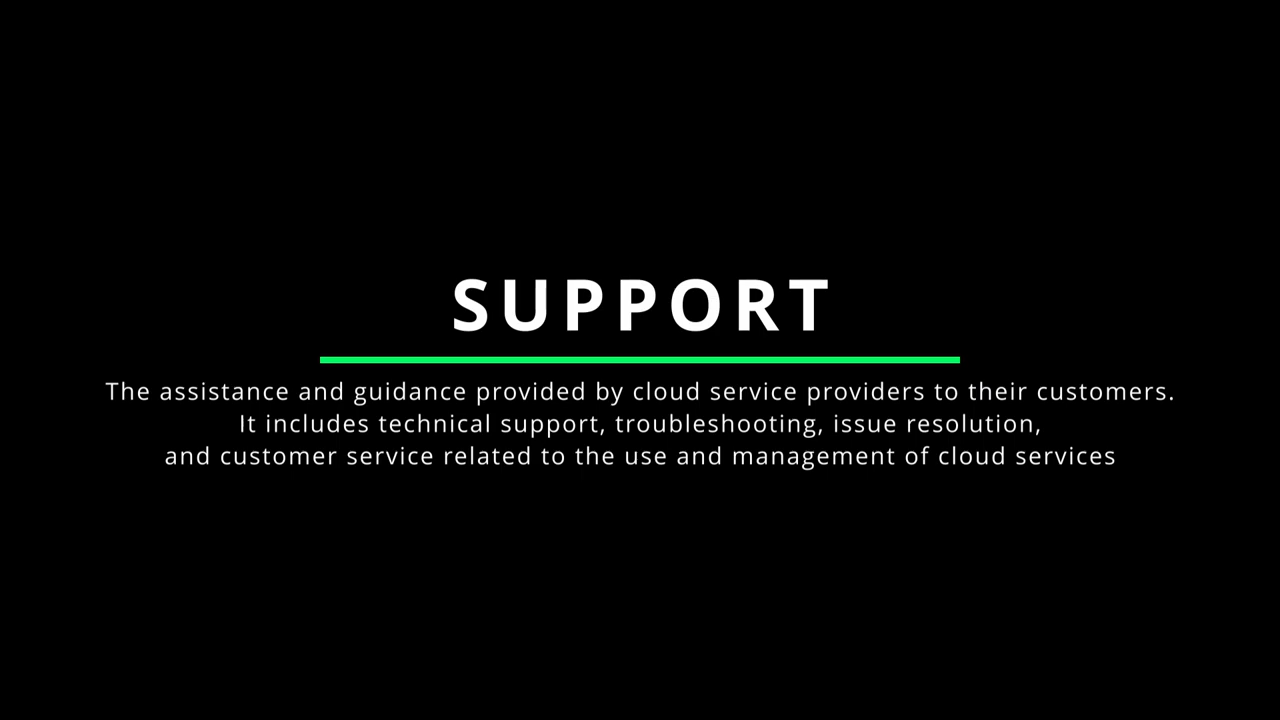 SUPPORT
The assistance and guidance provided by cloud service providers to their customers.
It includes technical support, troubleshooting, issue resolution,
and customer service related to the use and management of cloud services